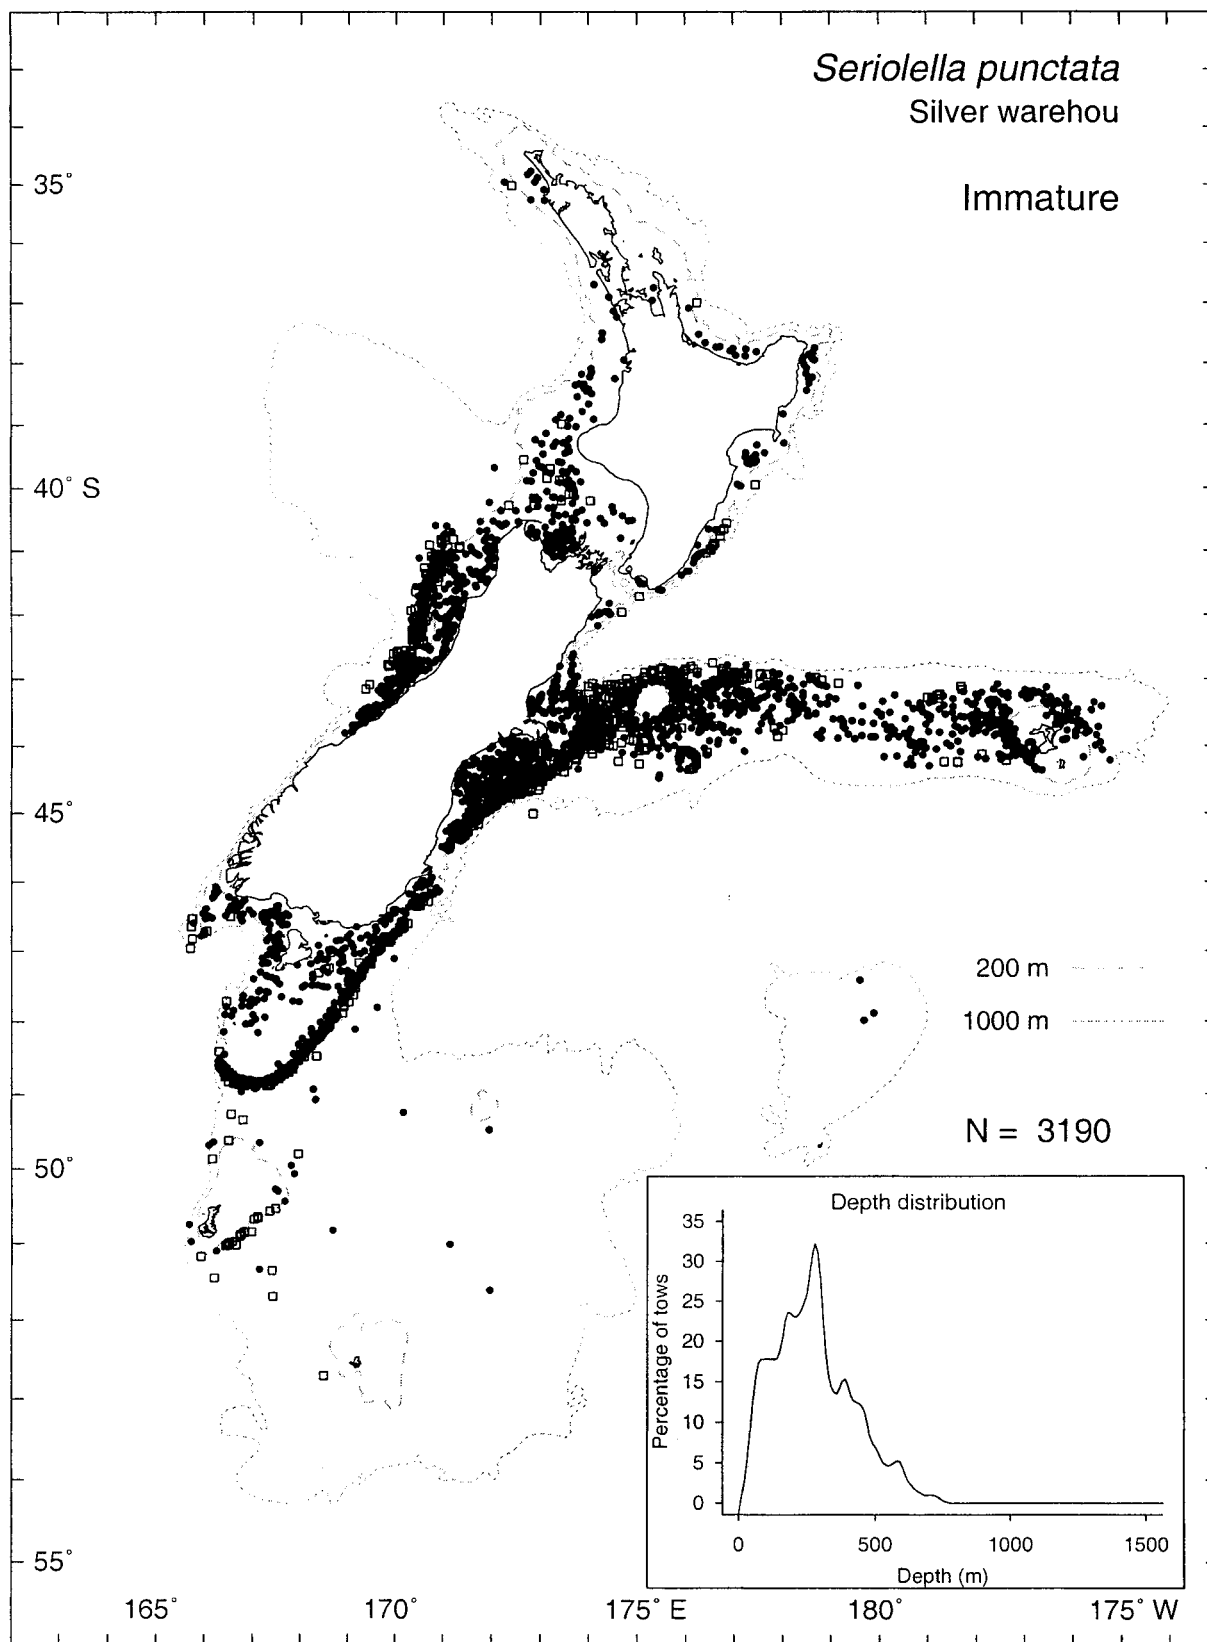 Seriolella punctata
Silver warehou
Immature
35°
40° S
45°
200 m
1000 m
N = 3190
50°
Depth distribution
35
30
25
20
15
10
5
0
Percentage of tows
0 500 1000 1500
Depth (m)
55°
165° 170° 175° E 180° 175° W